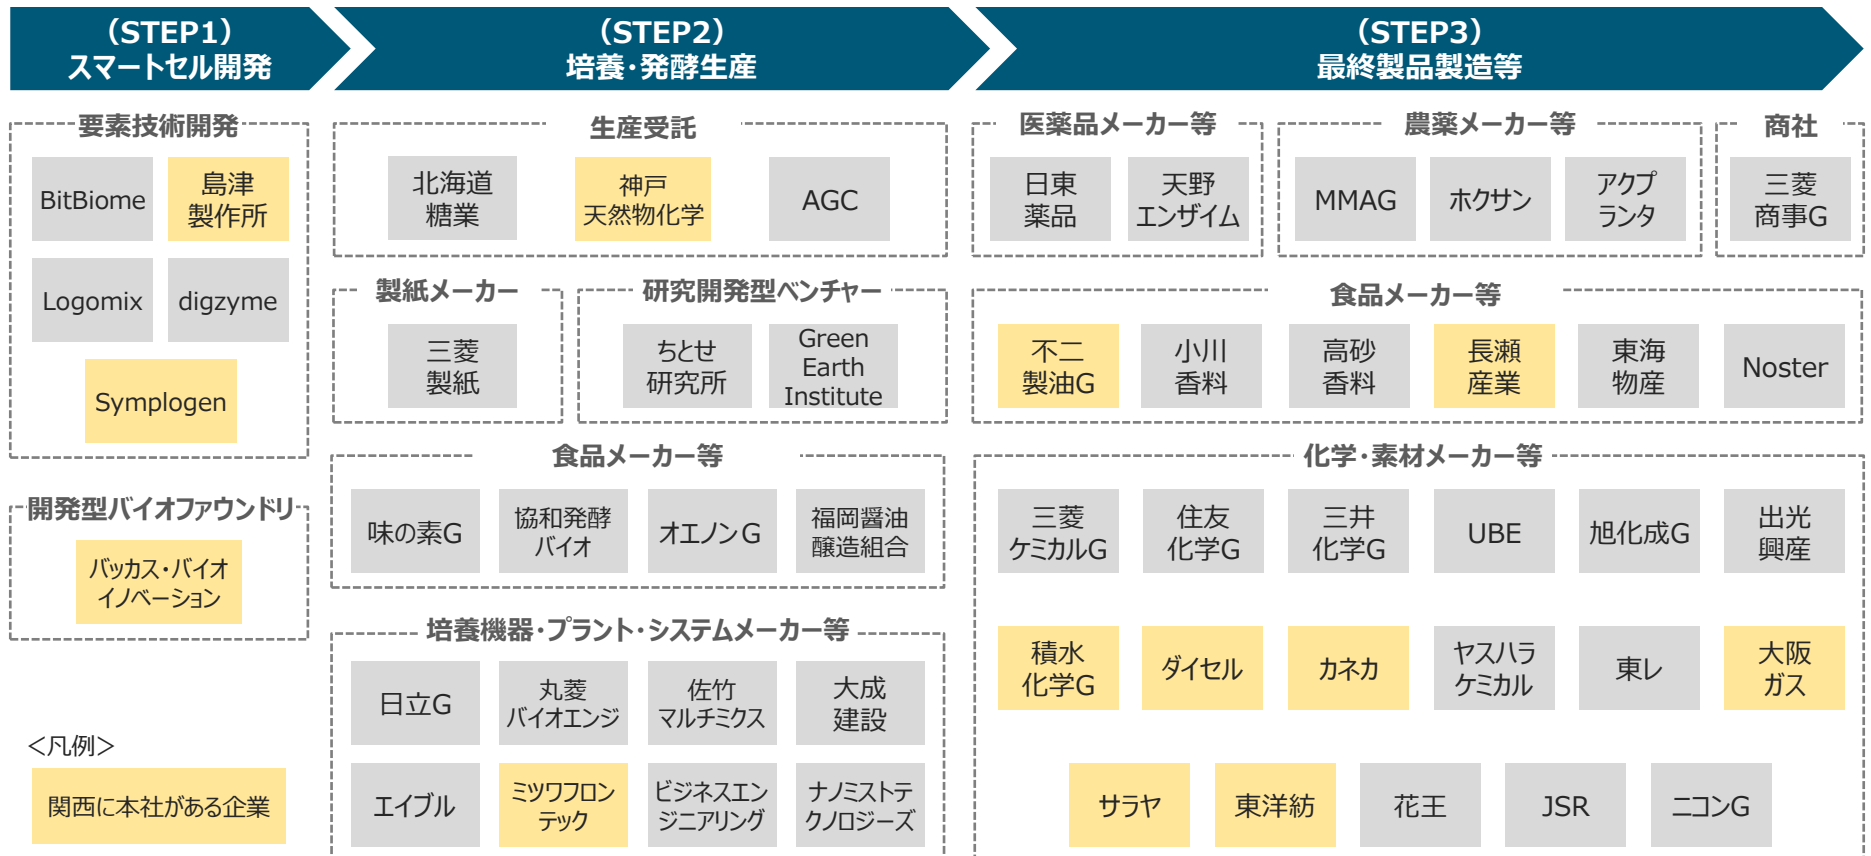 （STEP1）
スマートセル開発
（STEP2）
培養・発酵生産
（STEP3）
最終製品製造等
要素技術開発
BitBiome
島津
製作所
Logomix
digzyme
Symplogen
開発型バイオファウンドリ
バッカス・バイオ
イノベーション
＜凡例＞
関西に本社がある企業
生産受託
北海道
糖業
神戸
天然物化学
AGC
製紙メーカー
三菱
製紙
研究開発型ベンチャー
ちとせ
研究所
Green
Earth
Institute
食品メーカー等
味の素G
協和発酵
バイオ
オエノンG
福岡醤油
醸造組合
培養機器・プラント・システムメーカー等
日立G
丸菱
バイオエンジ
佐竹
マルチミクス
大成
建設
エイブル
ミツワフロン
テック
ビジネスエン
ジニアリング
ナノミストテ
クノロジーズ
医薬品メーカー等
日東
薬品
天野
エンザイム
農薬メーカー等
MMAG
ホクサン
アクプ
ランタ
商社
三菱
商事G
食品メーカー等
不二
製油G
小川
香料
高砂
香料
長瀬
産業
東海
物産
Noster
化学・素材メーカー等
三菱
ケミカルG
住友
化学G
三井
化学G
UBE
旭化成G
出光
興産
積水
化学G
ダイセル
カネカ
ヤスハラ
ケミカル
東レ
大阪
ガス
サラヤ
東洋紡
花王
JSR
ニコンG